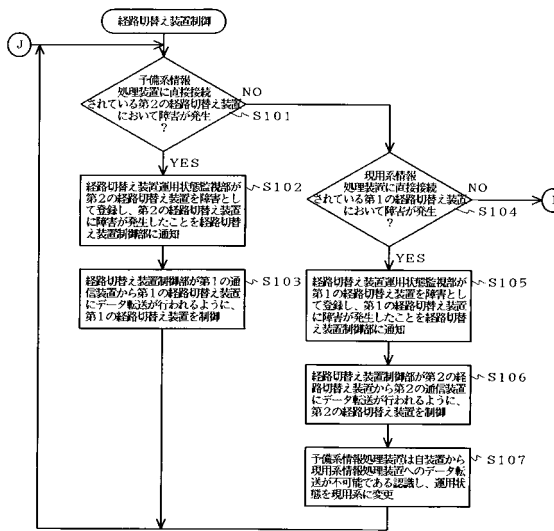 経路切替え装置制御
J
予備系情報
処理装置に直接接続
されている第2の経路切替え装置
において障害が発生
?
NO
S101
YES
経路切替え装置運用状態監視部が
第2の経路切替え装置を障害とし
て登録し、第2の経路切替え装置
に障害が発生したことを経路切替
え装置制御部に通知
S102
経路切替え装置制御部が第1の通
信装置から第1の経路切替え装置
にデータ転送が行われるように、
第1の経路切替え装置を制御
S103
現用系情報
処理装置に直接接続
されている第1の経路切替え装置
において障害が発生
?
NO
S104
YES
経路切替え装置運用状態監視部が
第1の経路切替え装置を障害とし
て登録し、第1の経路切替え装置
に障害が発生したことを経路切替
え装置制御部に通知
S105
経路切替え装置制御部が第2の経
路切替え装置から第2の通信装置
にデータ転送が行われるように、
第2の経路切替え装置を制御
S106
予備系情報処理装置は自装置から
現用系情報処理装置へのデータ転
送が不可能である認識し、運用状
態を現用系に変更
S107